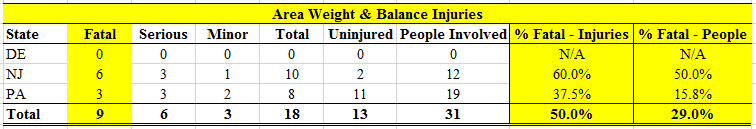 Area Weight & Balance Injuries
State Fatal Serious Minor Total Uninjured People Involved % Fatal - Injuries % Fatal - People
DE 0 0 0 0 0 0 N/A N/A
NJ 6 3 1 10 2 12 60.0% 50.0%
PA 3 3 2 8 11 19 37.5% 15.8%
Total 9 6 3 18 13 31 50.0% 29.0%